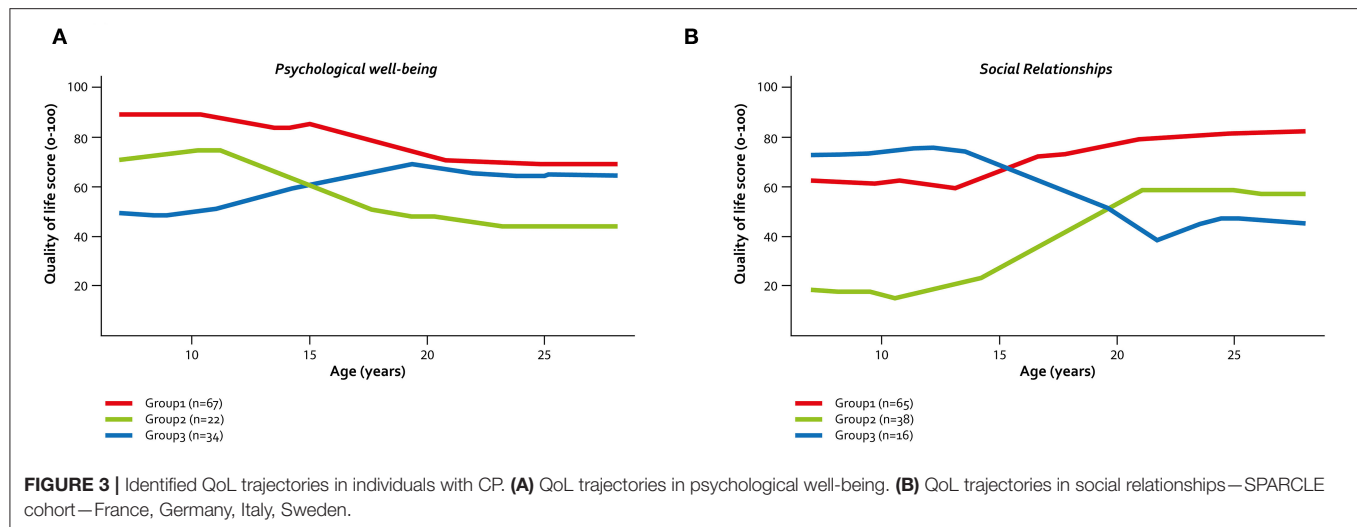 A
Psychological well-being
Quality of life score (0-100)
100
80
60
40
20
10 15 20 25
Age (years)
Group1 (n=67)
Group2 (n=22)
Group3 (n=34)
B
Social Relationships
Quality of life score (0-100)
100
80
60
40
20
10 15 20 25
Age (years)
Group1 (n=65)
Group2 (n=38)
Group3 (n=16)
FIGURE 3 | Identified QoL trajectories in individuals with CP. (A) QoL trajectories in psychological well-being. (B) QoL trajectories in social relationships—SPARCLE
cohort—France, Germany, Italy, Sweden.